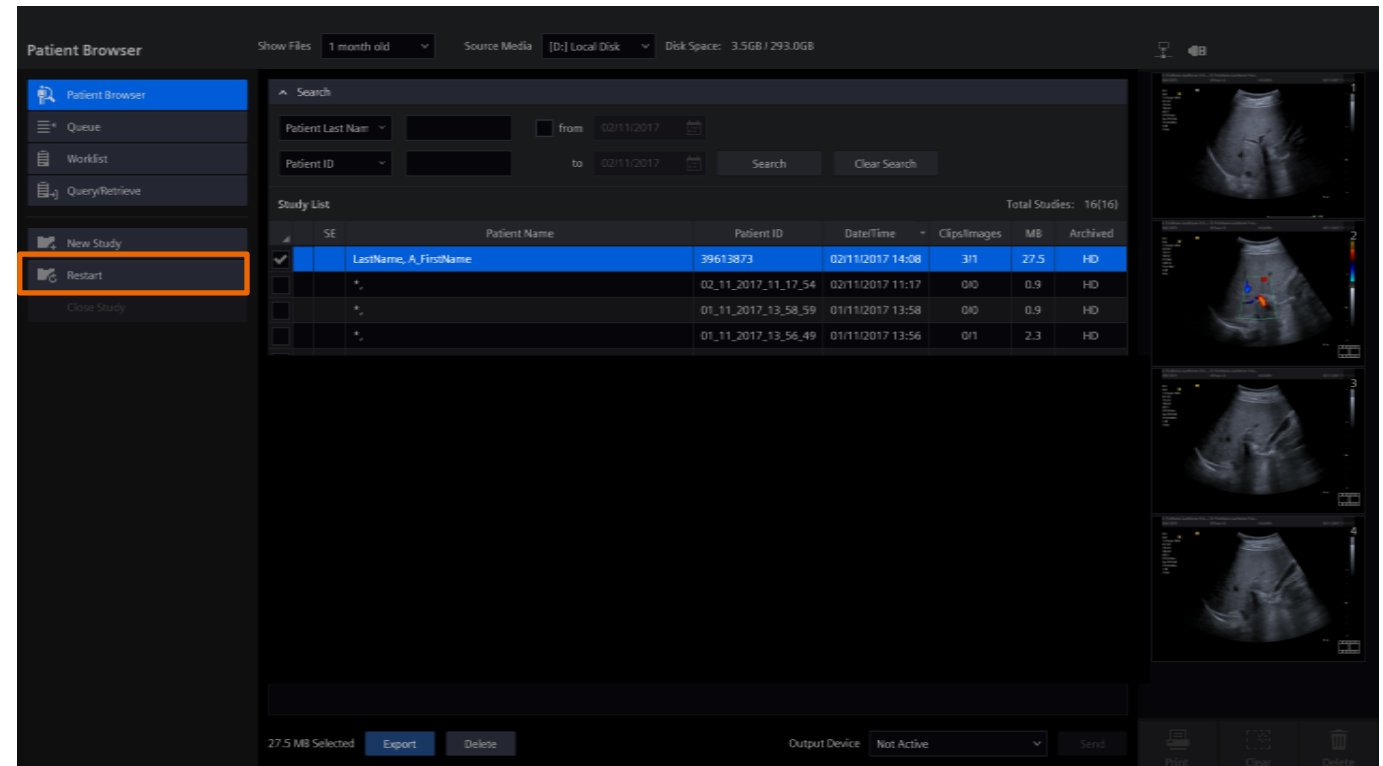 Patient Browser
Show Files 1 month old Source Media [D:] Local Disk Disk Space: 3.5GB / 293.0GB
Patient Browser
Queue
Worklist
Query/Retrieve
New Study
Restart
Close Study
Search
Patient Last Nam from 02/11/2017
Patient ID to 02/11/2017 Search Clear Search
Study List Total Studies: 16(16)
SE Patient Name Patient ID Date/Time Clips/Images MB Archived
LastName, A_FirstName 39613873 02/11/2017 14:08 3/1 27.5 HD
*, 02_11_2017_11_17_54 02/11/2017 11:17 0/0 0.9 HD
*, 01_11_2017_13_58_59 01/11/2017 13:58 0/0 0.9 HD
*, 01_11_2017_13_56_49 01/11/2017 13:56 0/1 2.3 HD
1
2
3
4
27.5 MB Selected Export Delete Output Device Not Active Send
Print Clear Delete